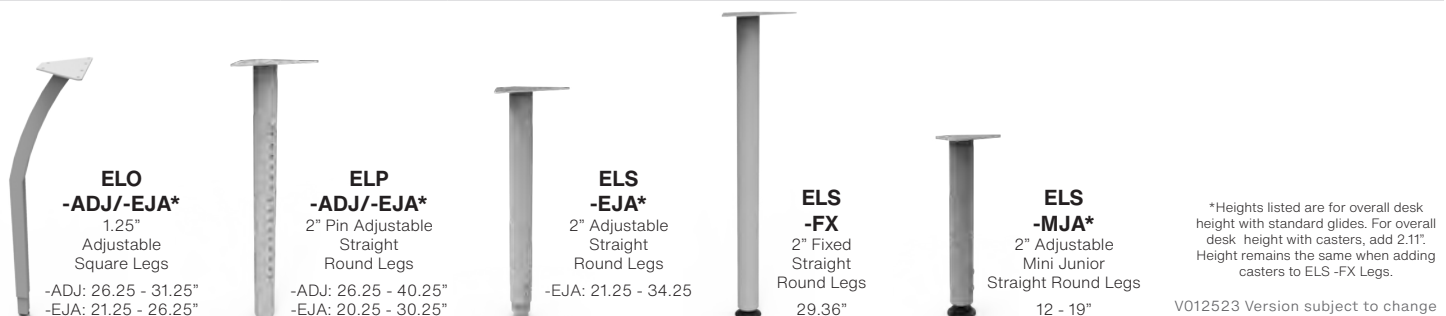 ELO
-ADJ/-EJA*
1.25”
Adjustable
Square Legs
-ADJ: 26.25 - 31.25”
-EJA: 21.25 - 26.25”
ELP
-ADJ/-EJA*
2” Pin Adjustable
Straight
Round Legs
-ADJ: 26.25 - 40.25”
-EJA: 20.25 - 30.25”
ELS
-EJA*
2” Adjustable
Straight
Round Legs
-EJA: 21.25 - 34.25
ELS
-FX
2” Fixed
Straight
Round Legs
29.36”
ELS
-MJA*
2” Adjustable
Mini Junior
Straight Round Legs
12 - 19”
*Heights listed are for overall desk
height with standard glides. For overall
desk height with casters, add 2.11”.
Height remains the same when adding
casters to ELS -FX Legs.
V012523 Version subject to change